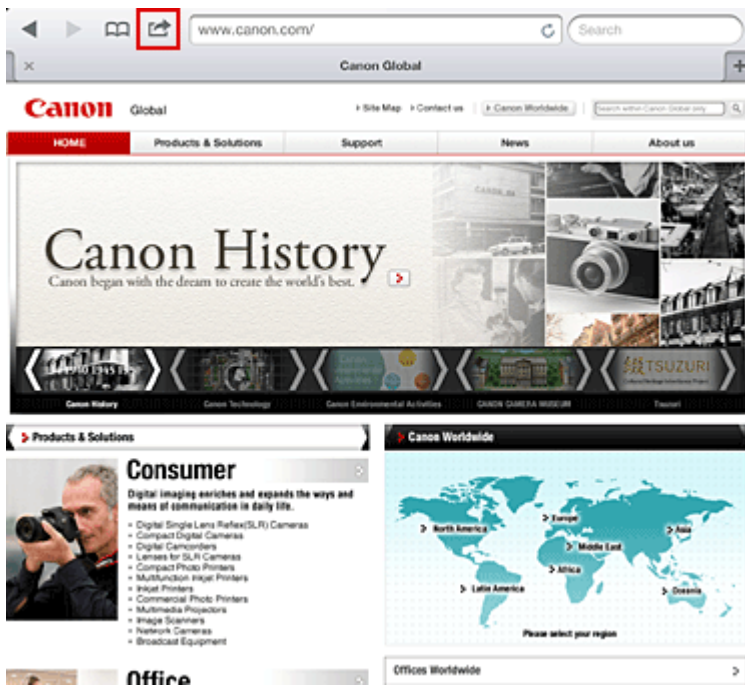 www.canon.com/
Search
Canon Global
Canon Global
Site Map Contact us Canon Worldwide Search within Canon Global only
HOME Products & Solutions Support News About us
CANON
Canon History
Canon began with the dream to create the world's best.
TSUZURI
Canon History Canon Technology Canon Environmental Activities CANON CAMERA MUSEUM Tsuzuri
Products & Solutions
Consumer
Digital imaging enriches and expands the ways and
means of communication in daily life.
Digital Single Lens Reflex(SLR) Cameras
Compact Digital Cameras
Digital Camcorders
Lenses for SLR Cameras
Compact Photo Printers
Multifunction Inkjet Printers
Inkjet Printers
Commercial Photo Printers
Multimedia Projectors
Image Scanners
Network Cameras
Broadcast Equipment
Office
Canon Worldwide
North America
Europe
Asia
Middle East
Africa
Latin America
Oceania
Please select your region
Offices Worldwide